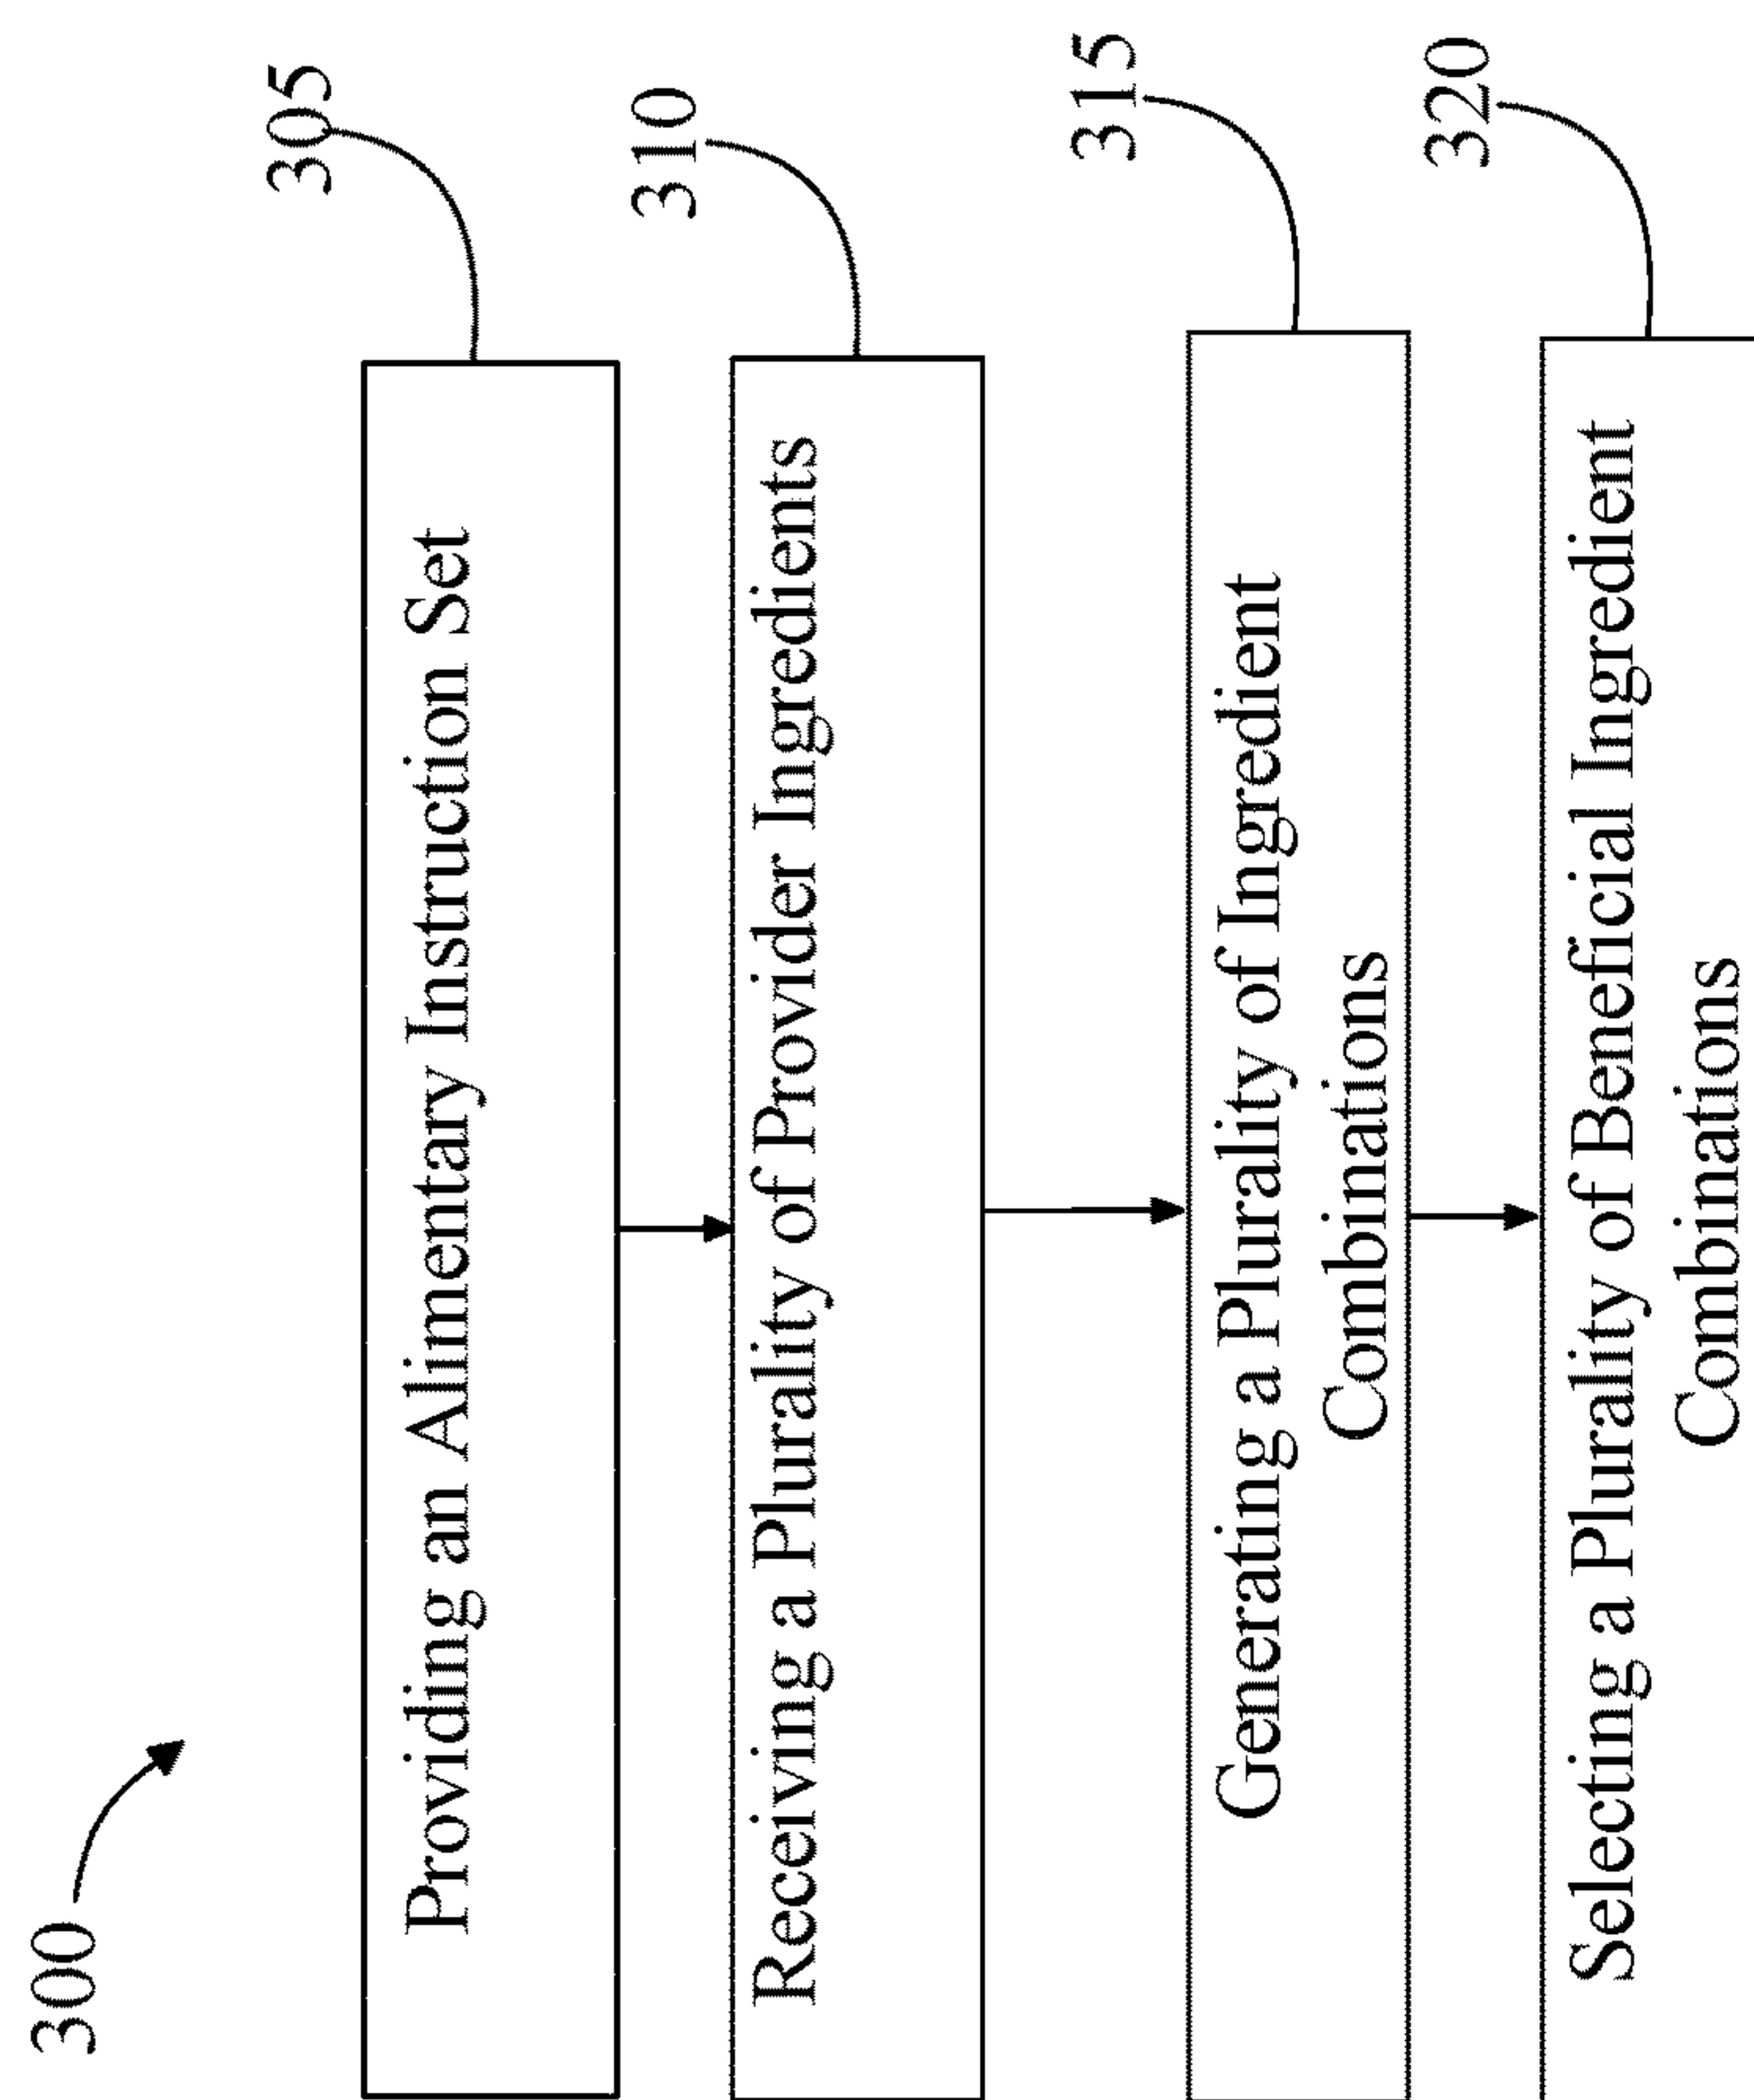 300
305
Providing an Alimentary Instruction Set
310
Receiving a Plurality of Provider Ingredients
315
Generating a Plurality of Ingredient
Combinations
320
Selecting a Plurality of Beneficial Ingredient
Combinations